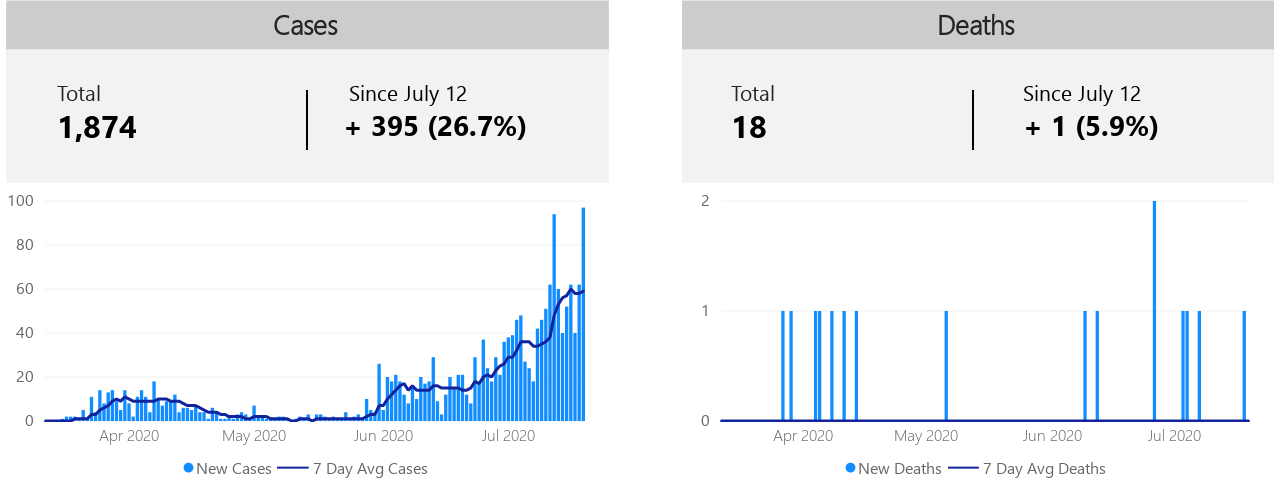 Cases
Total
1,874
Since July 12
+ 395 (26.7%)
100
80
60
40
20
0
Apr 2020 May 2020 Jun 2020 Jul 2020
New Cases 7 Day Avg Cases
Deaths
Total
18
Since July 12
+ 1 (5.9%)
2
1
0
Apr 2020 May 2020 Jun 2020 Jul 2020
New Deaths 7 Day Avg Deaths